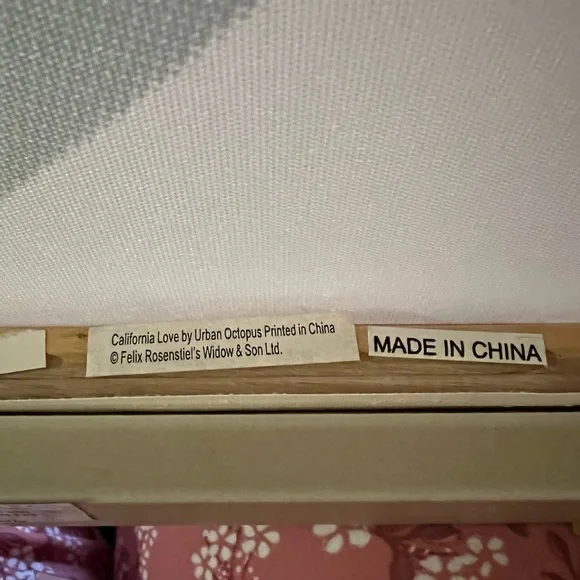 California Love by Urban Octopus Printed in China
© Felix Rosenstiel's Widow & Son Ltd.
MADE IN CHINA